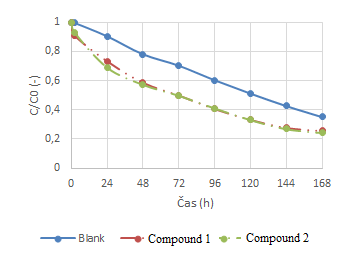 1
0,8
0,6
0,4
0,2
0
0 24 48 72 96 120 144 168
C/C0 (-)
Čas (h)
Blank Compound 1 Compound 2